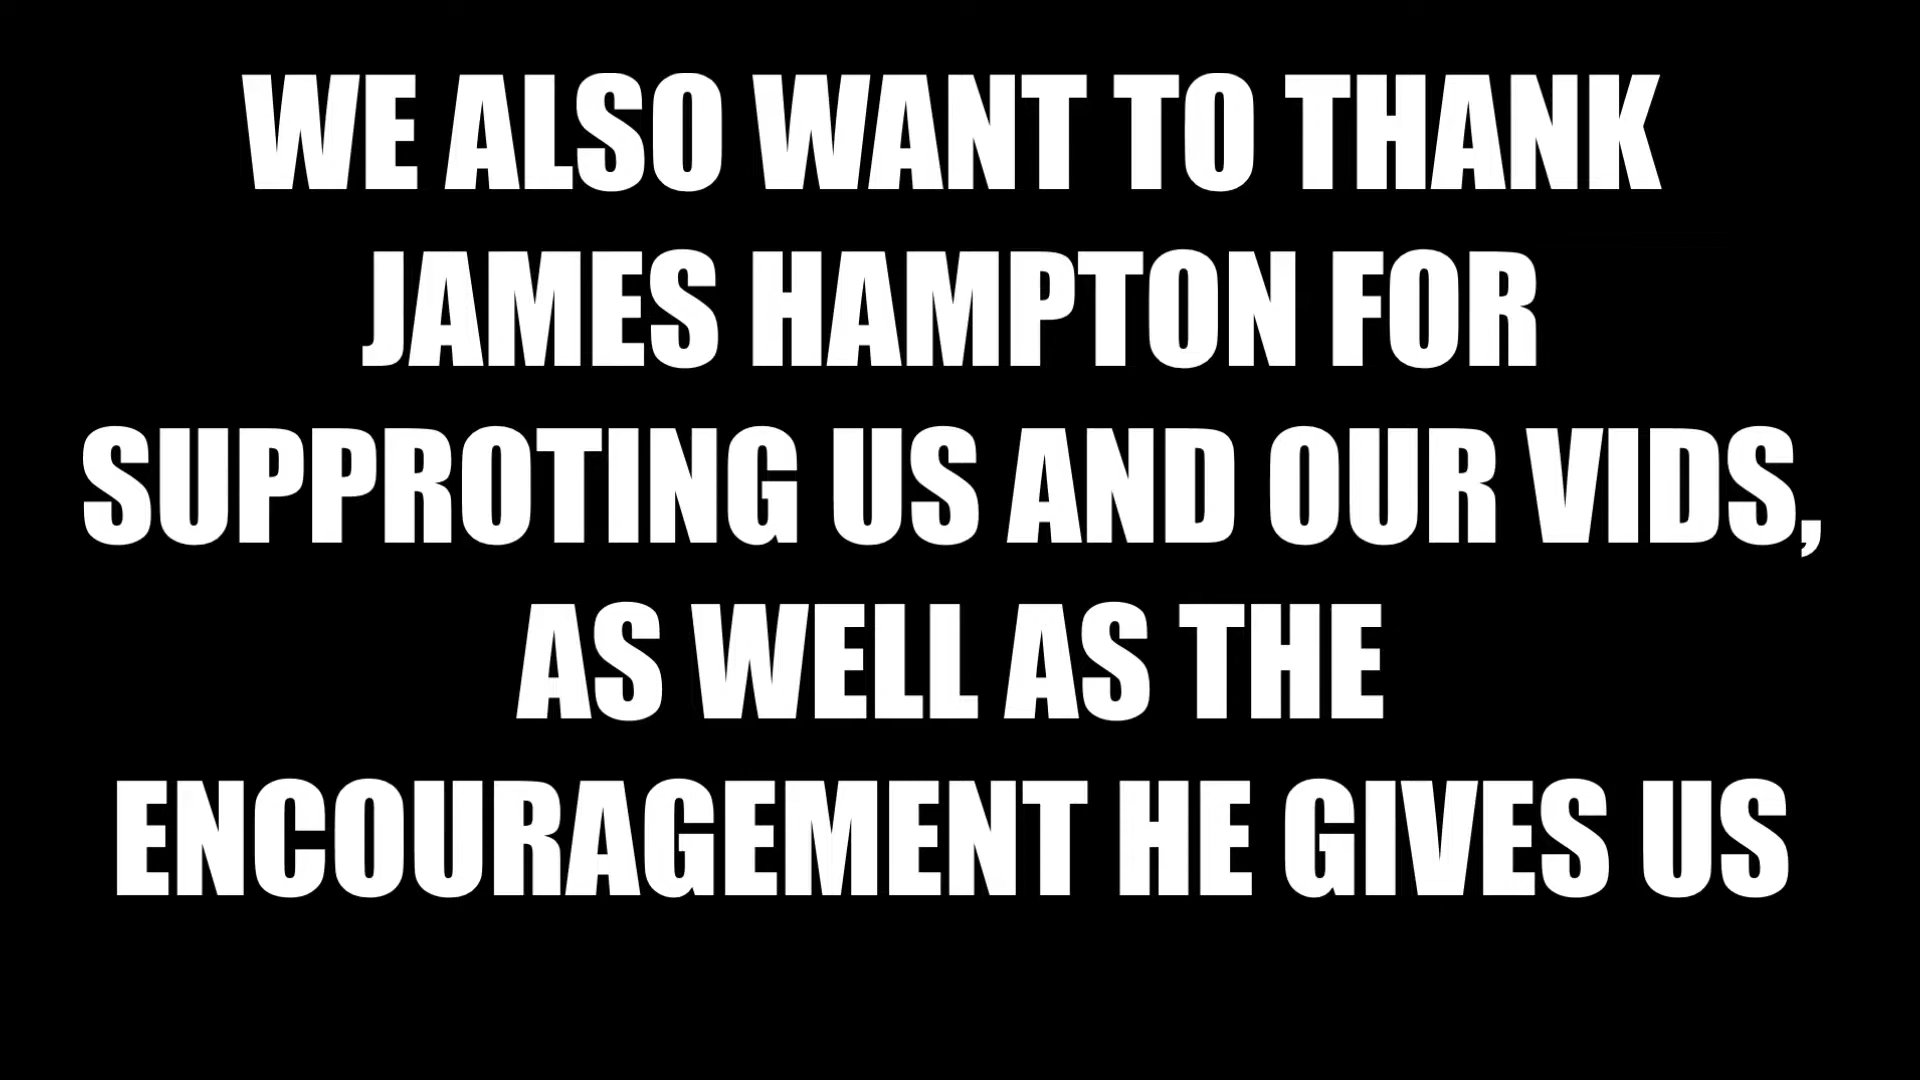 WE ALSO WANT TO THANK
JAMES HAMPTON FOR
SUPPROTING US AND OUR VIDS,
AS WELL AS THE
ENCOURAGEMENT HE GIVES US